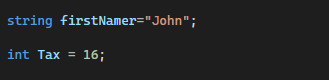 string firstNamer="John";
int Tax = 16;